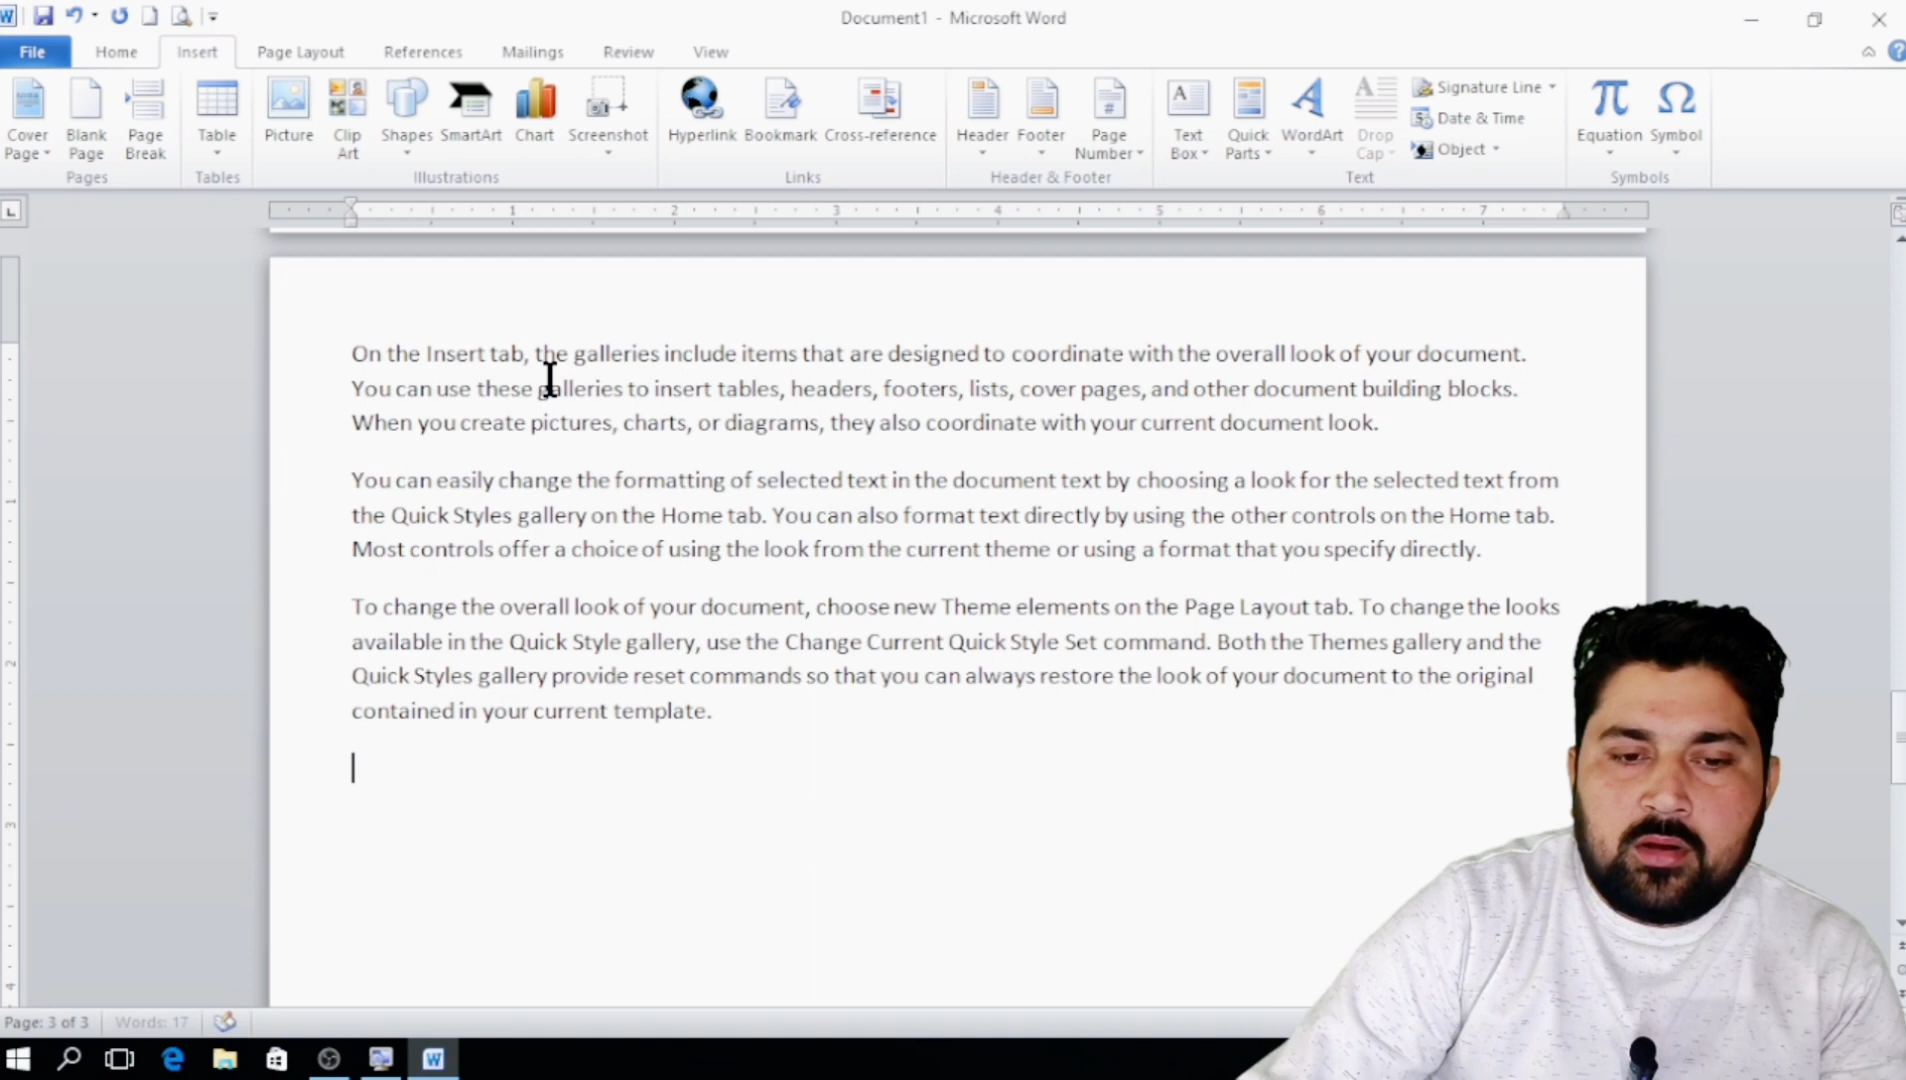 Document1 - Microsoft Word
File Home Insert Page Layout References Mailings Review View
Cover Page
Blank Page
Page Break
Table
Picture
Clip Art
Shapes
SmartArt
Chart
Screenshot
Hyperlink
Bookmark
Cross-reference
Header
Footer
Page Number
Text Box
Quick Parts
WordArt
Drop Cap
Signature Line
Date & Time
Object
Equation
Symbol
Pages Tables Illustrations Links Header & Footer Text Symbols
1 2 3 4 5 6 7
On the Insert tab, the galleries include items that are designed to coordinate with the overall look of your document.
You can use these galleries to insert tables, headers, footers, lists, cover pages, and other document building blocks.
When you create pictures, charts, or diagrams, they also coordinate with your current document look.
You can easily change the formatting of selected text in the document text by choosing a look for the selected text from
the Quick Styles gallery on the Home tab. You can also format text directly by using the other controls on the Home tab.
Most controls offer a choice of using the look from the current theme or using a format that you specify directly.
To change the overall look of your document, choose new Theme elements on the Page Layout tab. To change the looks
available in the Quick Style gallery, use the Change Current Quick Style Set command. Both the Themes gallery and the
Quick Styles gallery provide reset commands so that you can always restore the look of your document to the original
contained in your current template.
1
2
3
4
Page: 3 of 3 Words: 17